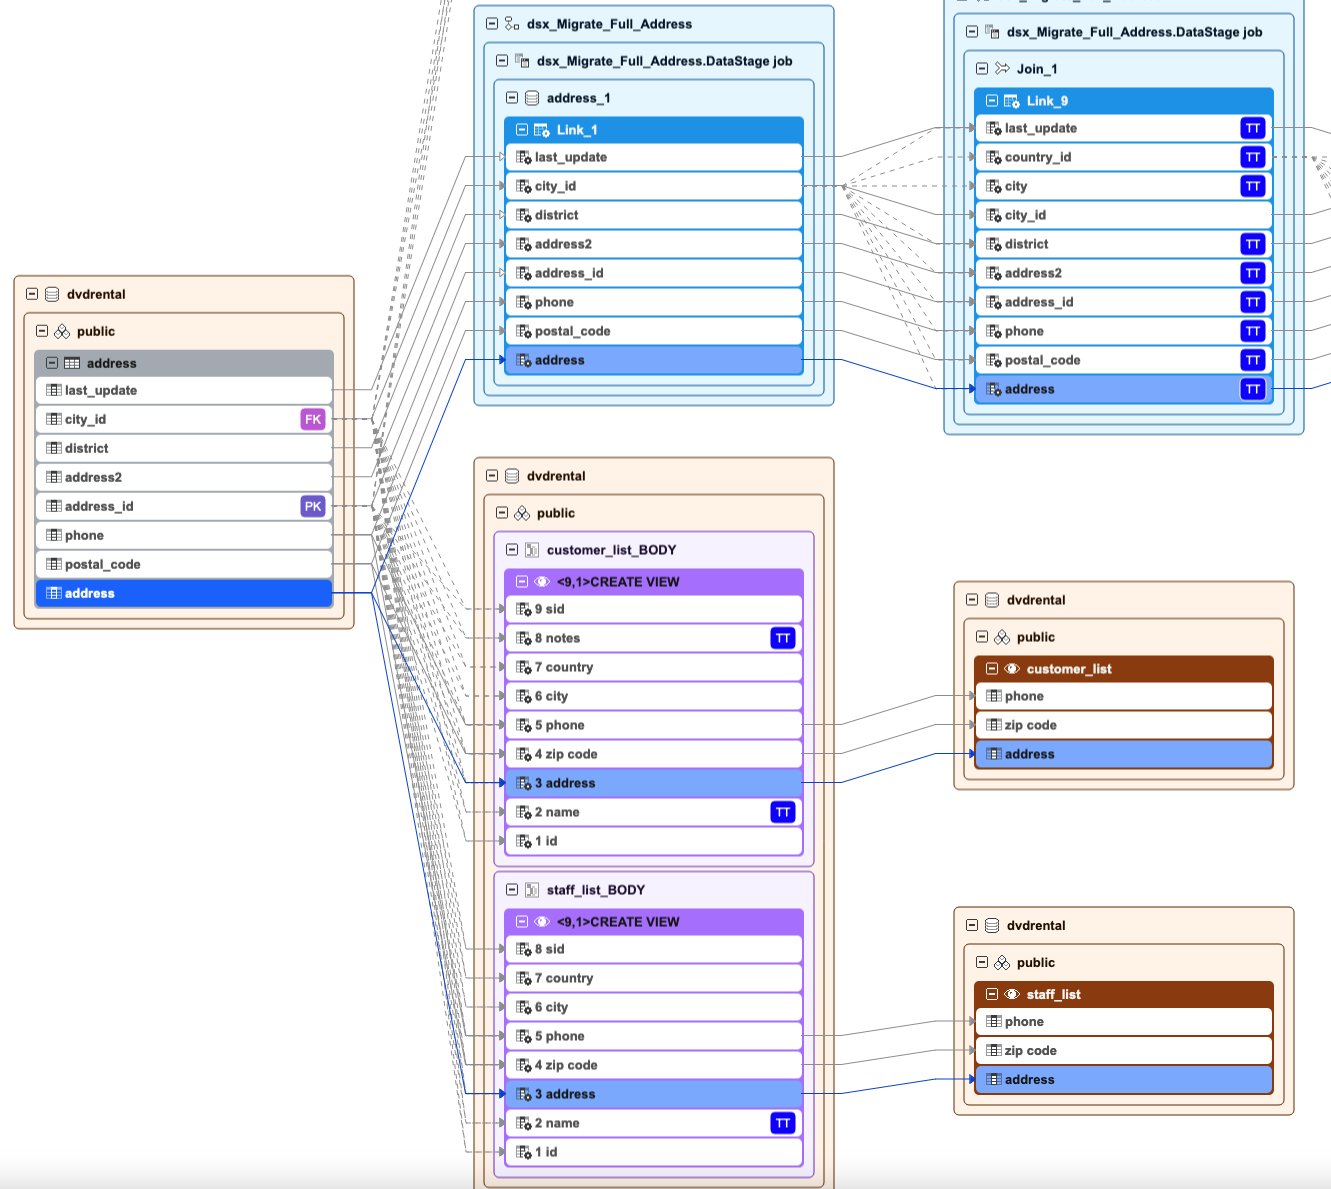 dvdrental
public
address
last_update
city_id FK
district
address2
address_id PK
phone
postal_code
address
dsx_Migrate_Full_Address
dsx_Migrate_Full_Address.DataStage job
address_1
Link_1
last_update
city_id
district
address2
address_id
phone
postal_code
address
dsx_Migrate_Full_Address.DataStage job
Join_1
Link_9
last_update TT
country_id TT
city TT
city_id
district TT
address2 TT
address_id TT
phone TT
postal_code TT
address TT
dvdrental
public
customer_list_BODY
<9,1>CREATE VIEW
9 sid
8 notes TT
7 country
6 city
5 phone
4 zip code
3 address
2 name TT
1 id
staff_list_BODY
<9,1>CREATE VIEW
8 sid
7 country
6 city
5 phone
4 zip code
3 address
2 name TT
1 id
dvdrental
public
customer_list
phone
zip code
address
dvdrental
public
staff_list
phone
zip code
address